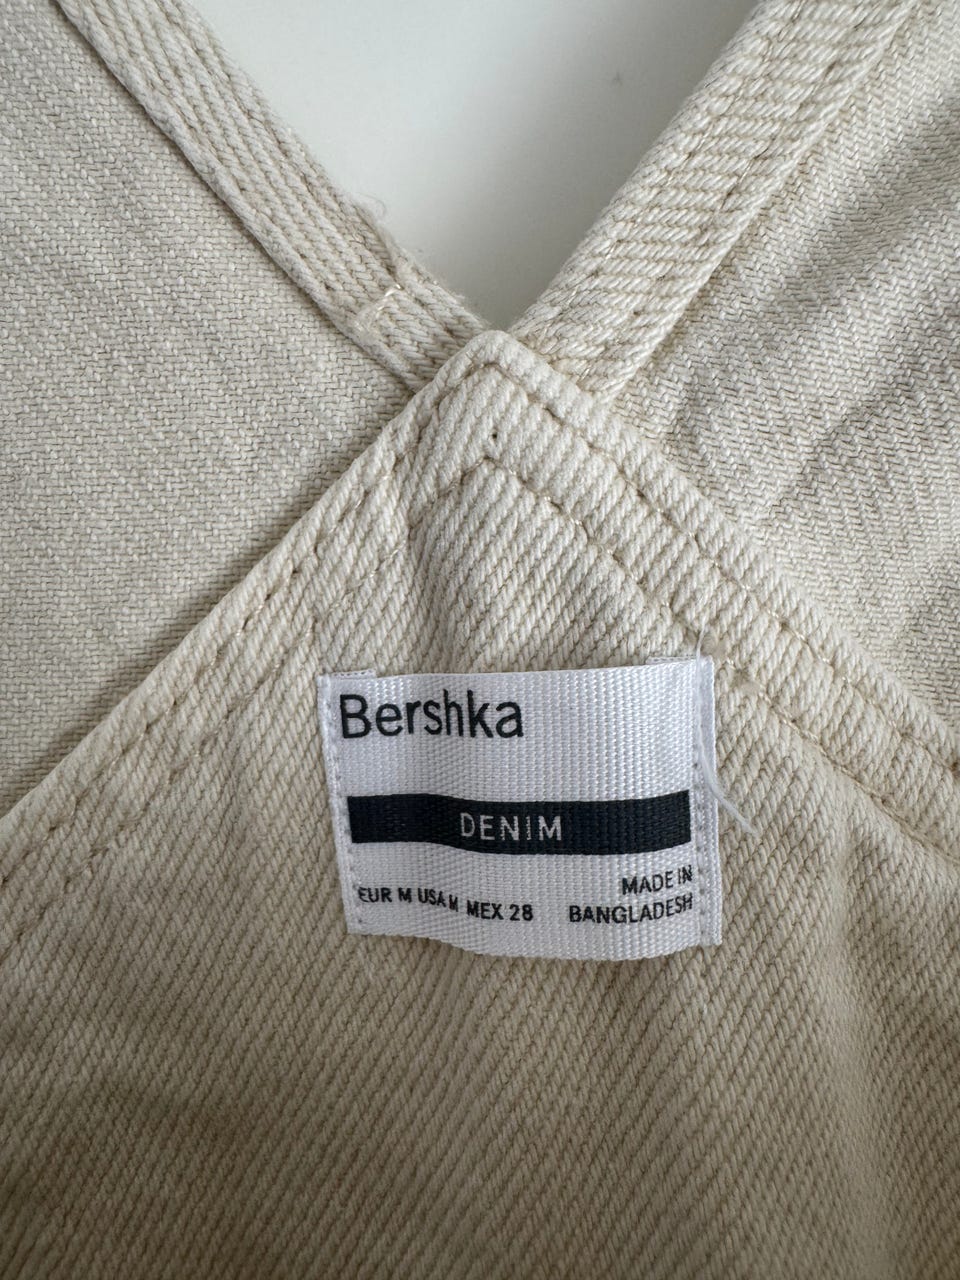 Bershka
DENIM
EUR M USA M MEX 28
MADE IN
BANGLADESH